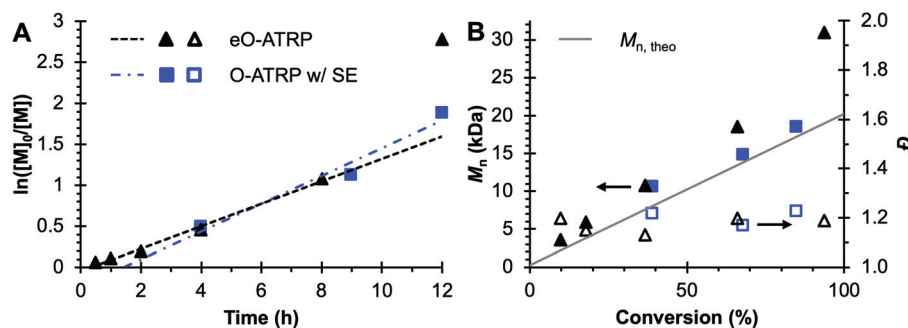 A
eO-ATRP
O-ATRP w/ SE
3
2.5
2
1.5
1
0.5
0
ln([M]0/[M])
0 2 4 6 8 10 12
Time (h)
B
Mn, theo
30
25
20
15
10
5
0
Mn (kDa)
2.0
1.8
1.6
1.4
1.2
1.0
Đ
0 50 100
Conversion (%)